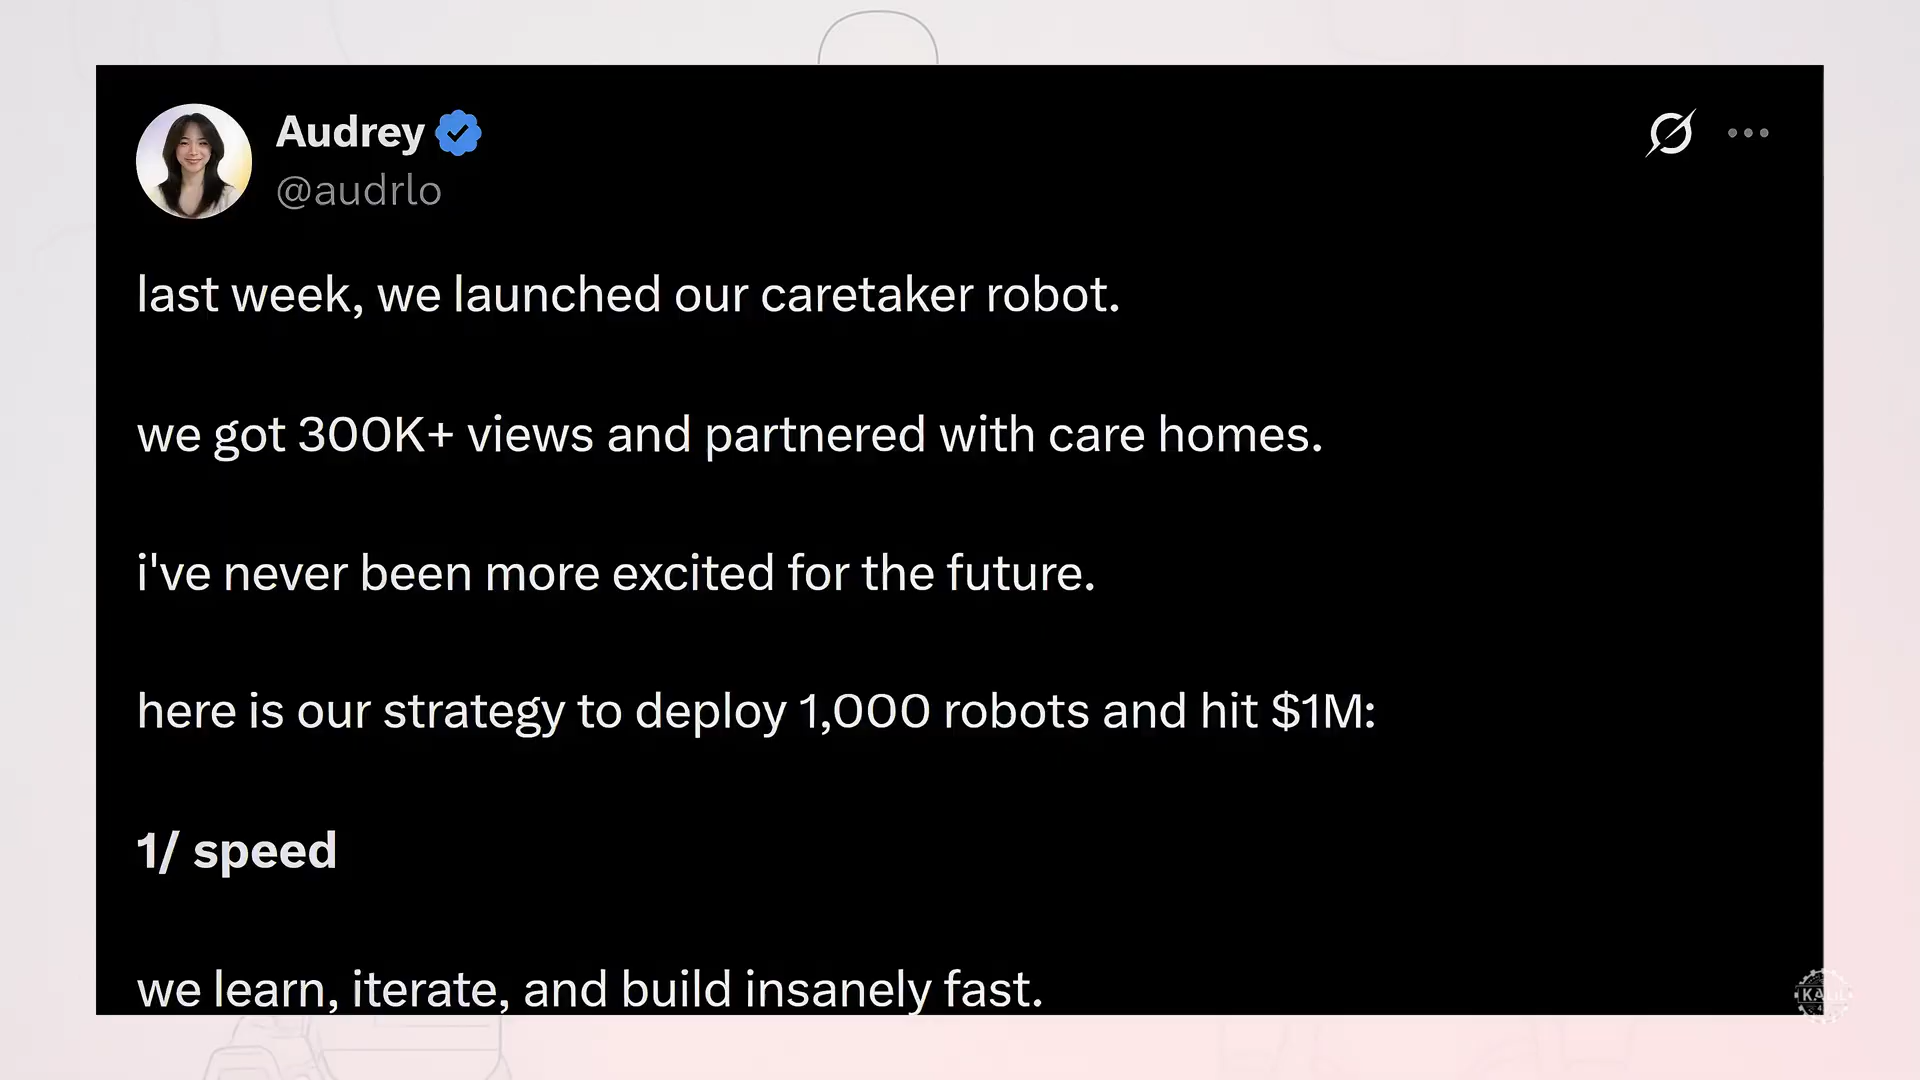 Audrey
@audrlo
last week, we launched our caretaker robot.
we got 300K+ views and partnered with care homes.
i've never been more excited for the future.
here is our strategy to deploy 1,000 robots and hit $1M:
1/ speed
we learn, iterate, and build insanely fast.